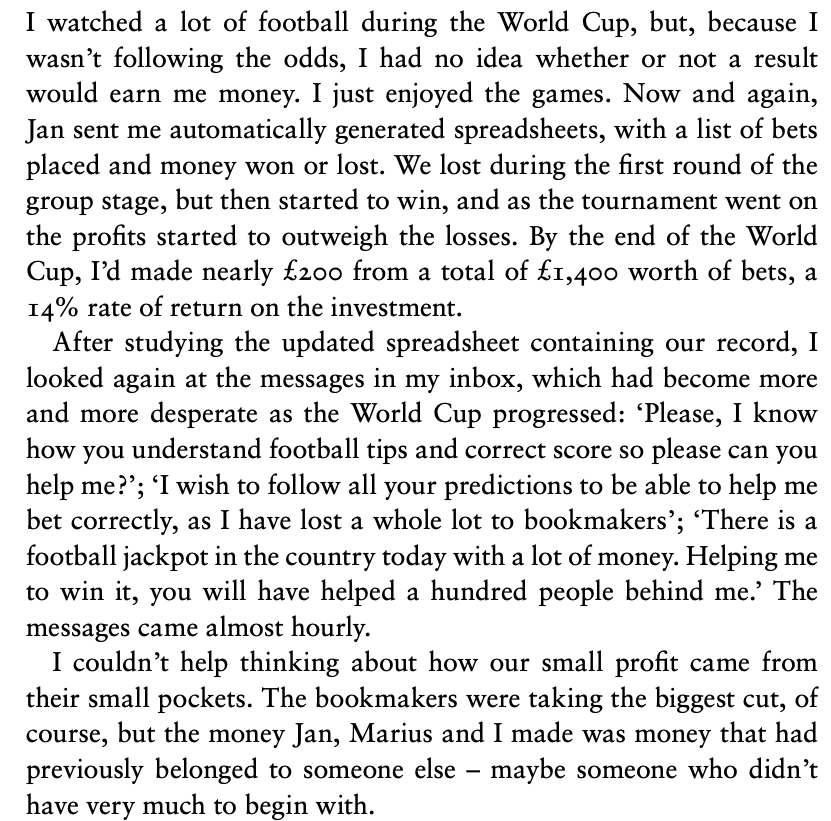 I watched a lot of football during the World Cup, but, because I
wasn’t following the odds, I had no idea whether or not a result
would earn me money. I just enjoyed the games. Now and again,
Jan sent me automatically generated spreadsheets, with a list of bets
placed and money won or lost. We lost during the first round of the
group stage, but then started to win, and as the tournament went on
the profits started to outweigh the losses. By the end of the World
Cup, I’d made nearly £200 from a total of £1,400 worth of bets, a
14% rate of return on the investment.
After studying the updated spreadsheet containing our record, I
looked again at the messages in my inbox, which had become more
and more desperate as the World Cup progressed: ‘Please, I know
how you understand football tips and correct score so please can you
help me?’; ‘I wish to follow all your predictions to be able to help me
bet correctly, as I have lost a whole lot to bookmakers’; ‘There is a
football jackpot in the country today with a lot of money. Helping me
to win it, you will have helped a hundred people behind me.’ The
messages came almost hourly.
I couldn’t help thinking about how our small profit came from
their small pockets. The bookmakers were taking the biggest cut, of
course, but the money Jan, Marius and I made was money that had
previously belonged to someone else – maybe someone who didn’t
have very much to begin with.